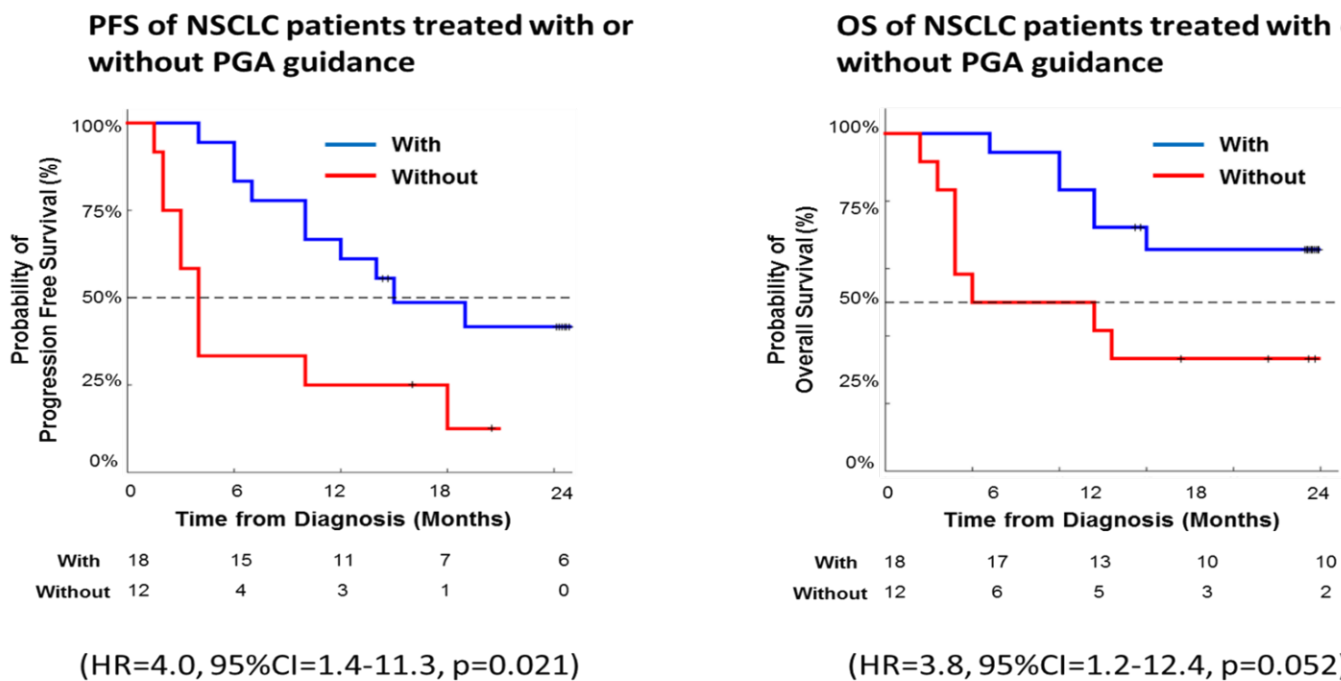 PFS of NSCLC patients treated with or
without PGA guidance
100%
75%
50%
25%
0%
Probability of
Progression Free Survival (%)
With
Without
0 6 12 18 24
Time from Diagnosis (Months)
With 18 15 11 7 6
Without 12 4 3 1 0
(HR=4.0, 95%CI=1.4-11.3, p=0.021)
OS of NSCLC patients treated with
without PGA guidance
100%
75%
50%
25%
0%
Probability of
Overall Survival (%)
With
Without
0 6 12 18 24
Time from Diagnosis (Months)
With 18 17 13 10 10
Without 12 6 5 3 2
(HR=3.8, 95%CI=1.2-12.4, p=0.052)